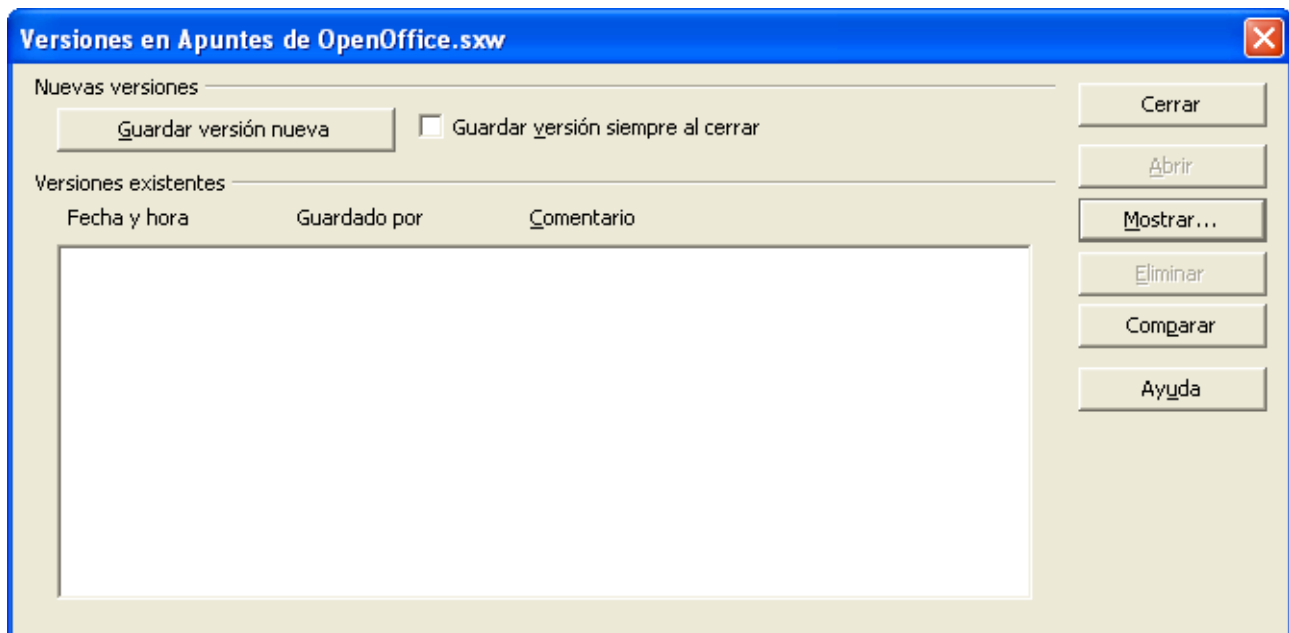 Versiones en Apuntes de OpenOffice.sxw
Nuevas versiones
Guardar versión nueva
Guardar versión siempre al cerrar
Versiones existentes
Fecha y hora Guardado por Comentario
Cerrar
Abrir
Mostrar...
Eliminar
Comparar
Ayuda